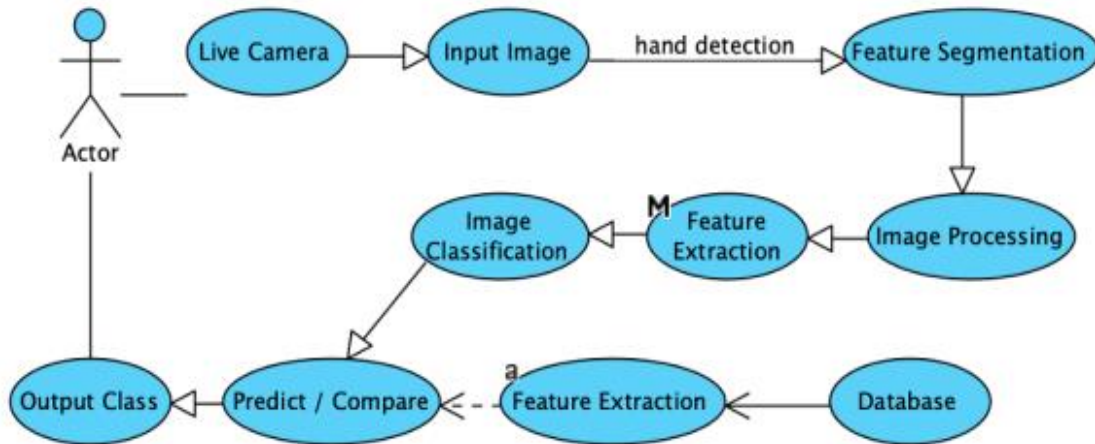 Live Camera
Input Image
hand detection
Feature Segmentation
Actor
Image
Classification
M
Feature
Extraction
Image Processing
Output Class
Predict / Compare
a
Feature Extraction
Database